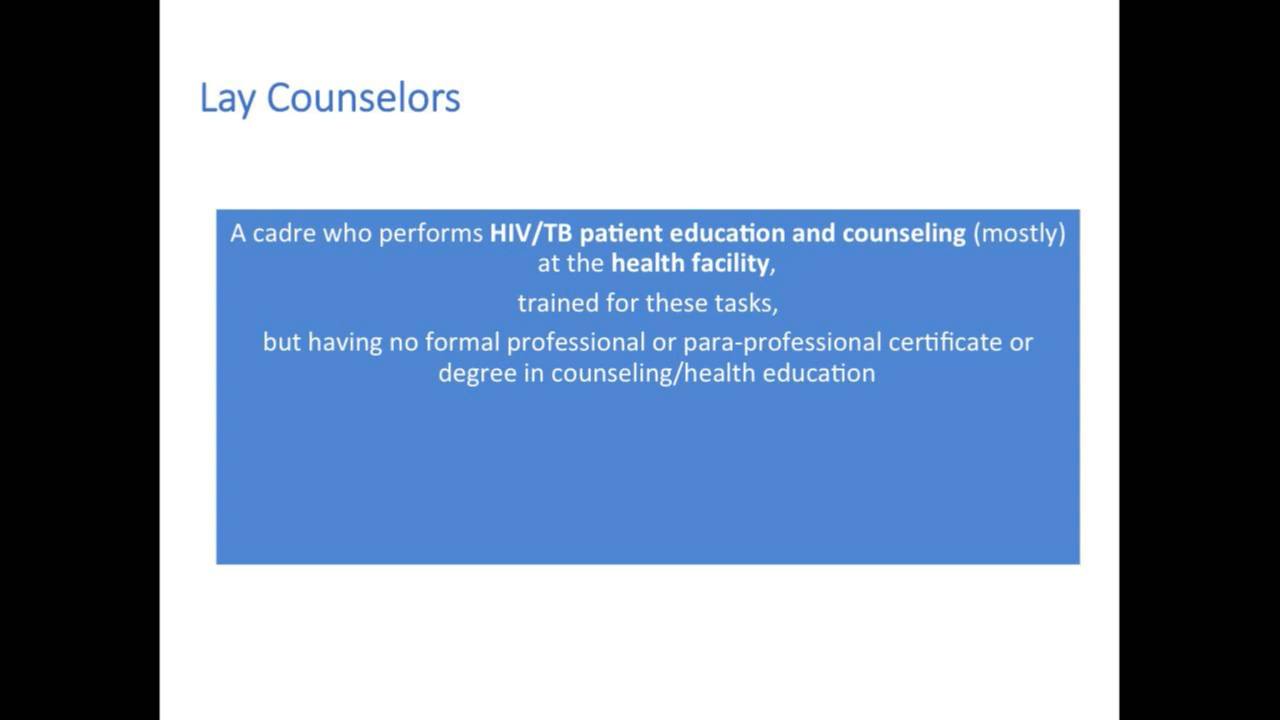 Lay Counselors
A cadre who performs HIV/TB patient education and counseling (mostly)
at the health facility,
trained for these tasks,
but having no formal professional or para-professional certificate or
degree in counseling/health education